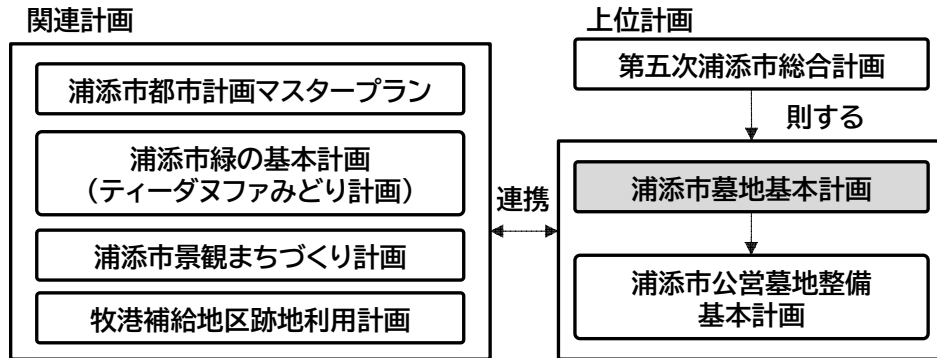 関連計画
浦添市都市計画マスタープラン
浦添市緑の基本計画
（ティーダヌファみどり計画）
浦添市景観まちづくり計画
牧港補給地区跡地利用計画
連携
上位計画
第五次浦添市総合計画
則する
浦添市墓地基本計画
浦添市公営墓地整備
基本計画